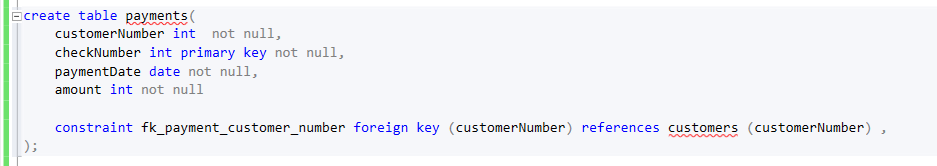 create table payments(
customerNumber int  not null,
checkNumber int primary key not null,
paymentDate date not null,
amount int not null
constraint fk_payment_customer_number foreign key (customerNumber) references customers (customerNumber) ,
);